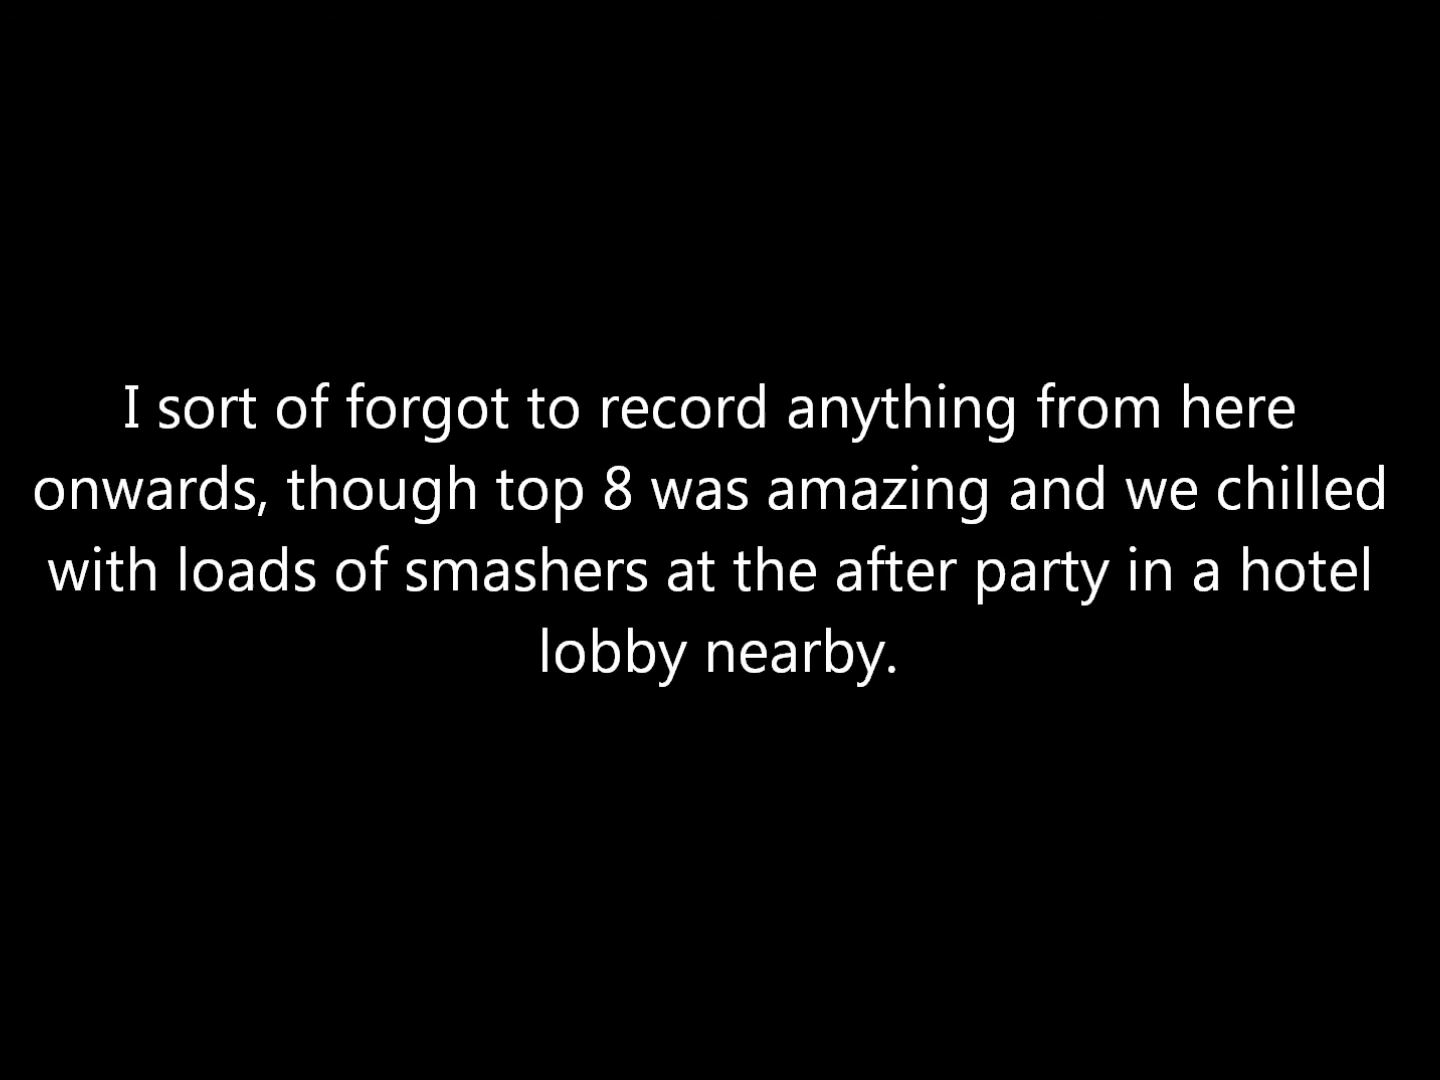 I sort of forgot to record anything from here
onwards, though top 8 was amazing and we chilled
with loads of smashers at the after party in a hotel
lobby nearby.